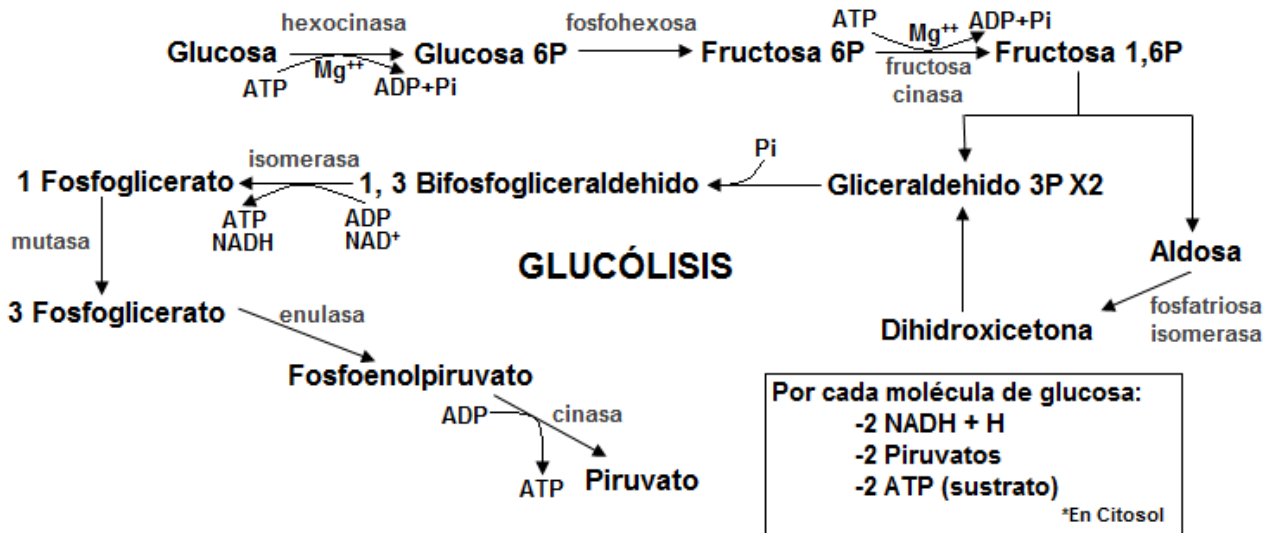 hexocinasa
fosfohexosa
ATP
Mg++
ADP+Pi
Glucosa
Glucosa 6P
Fructosa 6P
Fructosa 1,6P
ATP
Mg++
ADP+Pi
fructosa
cinasa
isomerasa
Pi
1 Fosfoglicerato
1, 3 Bifosfogliceraldehido
Gliceraldehido 3P X2
ATP
NADH
ADP
NAD+
mutasa
GLUCÓLISIS
Aldosa
3 Fosfoglicerato
enulasa
Dihidroxicetona
fosfatriosa
isomerasa
Fosfoenolpiruvato
ADP
cinasa
ATP
Piruvato
Por cada molécula de glucosa:
-2 NADH + H
-2 Piruvatos
-2 ATP (sustrato)
*En Citosol